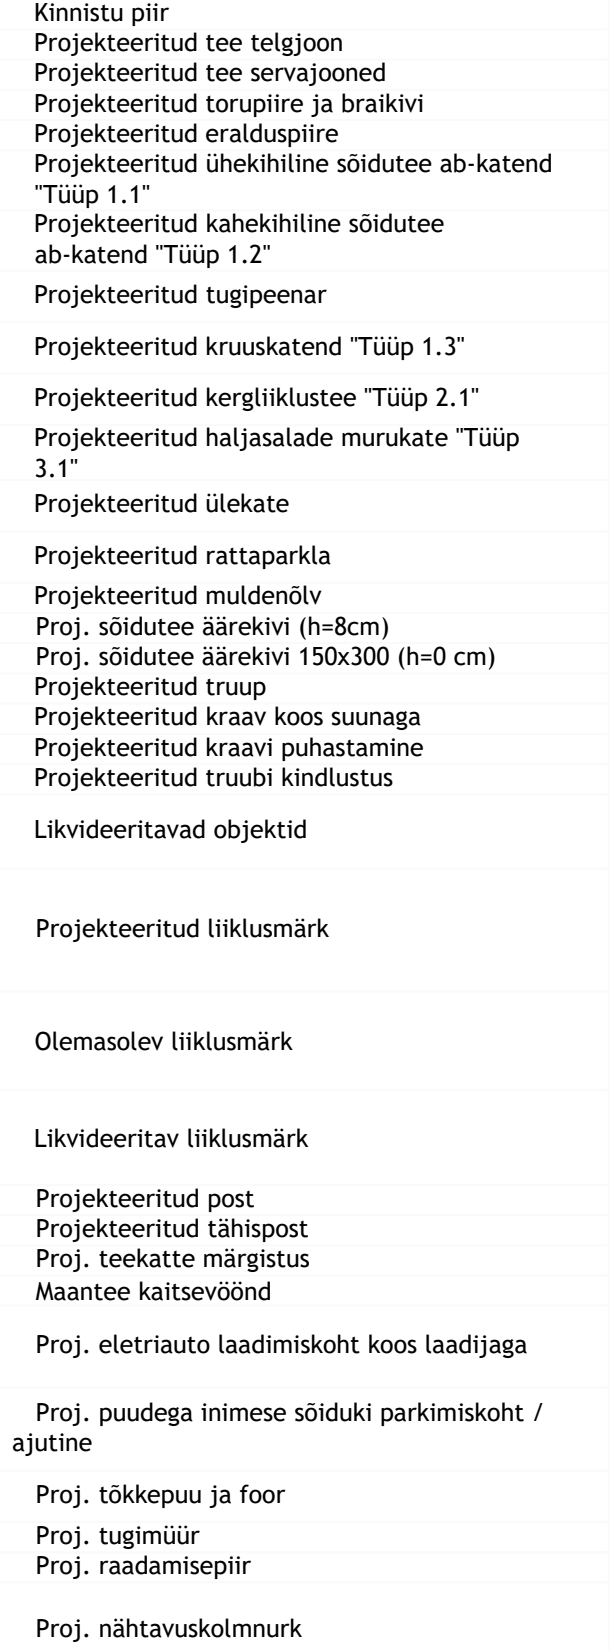 Kinnistu piir
Projekteeritud tee telgjoon
Projekteeritud tee servajooned
Projekteeritud torupiire ja braikivi
Projekteeritud eralduspiire
Projekteeritud ühekihiline sõidutee ab-katend
"Tüüp 1.1"
Projekteeritud kahekihiline sõidutee
ab-katend "Tüüp 1.2"
Projekteeritud tugipeenar
Projekteeritud kruuskatend "Tüüp 1.3"
Projekteeritud kergliiklustee "Tüüp 2.1"
Projekteeritud haljasalade murukate "Tüüp
3.1"
Projekteeritud ülekate
Projekteeritud rattaparkla
Projekteeritud muldenõlv
Proj. sõidutee äärekivi (h=8cm)
Proj. sõidutee äärekivi 150x300 (h=0 cm)
Projekteeritud truup
Projekteeritud kraav koos suunaga
Projekteeritud kraavi puhastamine
Projekteeritud truubi kindlustus
Likvideeritavad objektid
Projekteeritud liiklusmärk
Olemasolev liiklusmärk
Likvideeritav liiklusmärk
Projekteeritud post
Projekteeritud tähispost
Proj. teekatte märgistus
Maantee kaitsevöönd
Proj. eletriauto laadimiskoht koos laadijaga
Proj. puudega inimese sõiduki parkimiskoht /
ajutine
Proj. tõkkepuu ja foor
Proj. tugimüür
Proj. raadamisepiir
Proj. nähtavuskolmnurk